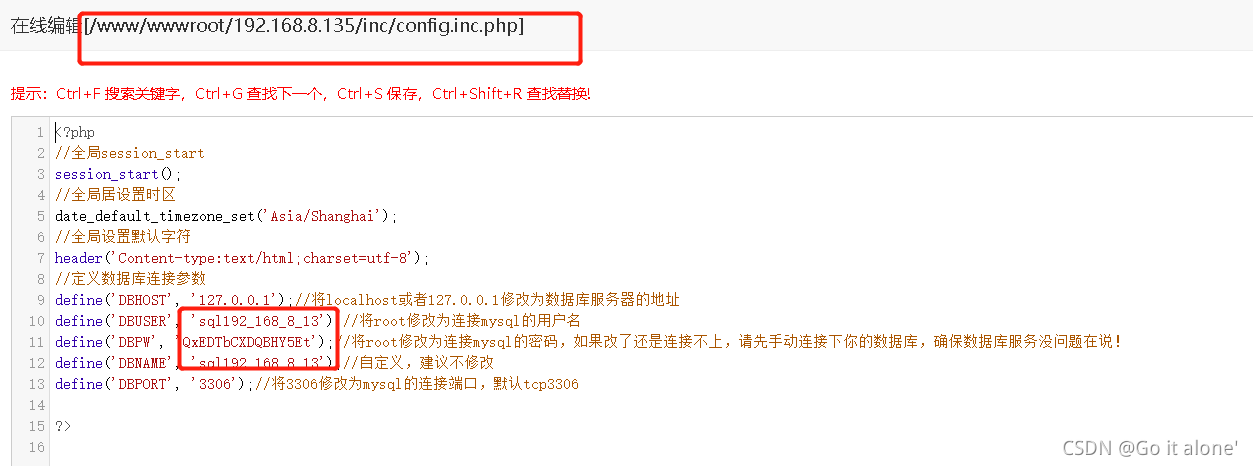 在线编辑[/www/wwwroot/192.168.8.135/inc/config.inc.php]
提示：Ctrl+F 搜索关键字，Ctrl+G 查找下一个，Ctrl+S 保存，Ctrl+Shift+R 查找替换!
1 <?php
2 //全局session_start
3 session_start();
4 //全局居设置时区
5 date_default_timezone_set('Asia/Shanghai');
6 //全局设置默认字符
7 header('Content-type:text/html;charset=utf-8');
8 //定义数据库连接参数
9 define('DBHOST', '127.0.0.1');//将localhost或者127.0.0.1修改为数据库服务器的地址
10 define('DBUSER', 'sql192_168_8_13') //将root修改为连接mysql的用户名
11 define('DBPW', 'QxEDTbCXDQBHY5Et');//将root修改为连接mysql的密码，如果改了还是连接不上，请先手动连接下你的数据库，确保数据库服务没问题在说！
12 define('DBNAME', 'sql192_168_8_13') //自定义，建议不修改
13 define('DBPORT', '3306');//将3306修改为mysql的连接端口，默认tcp3306
14
15 ?>
16
CSDN @Go it alone'